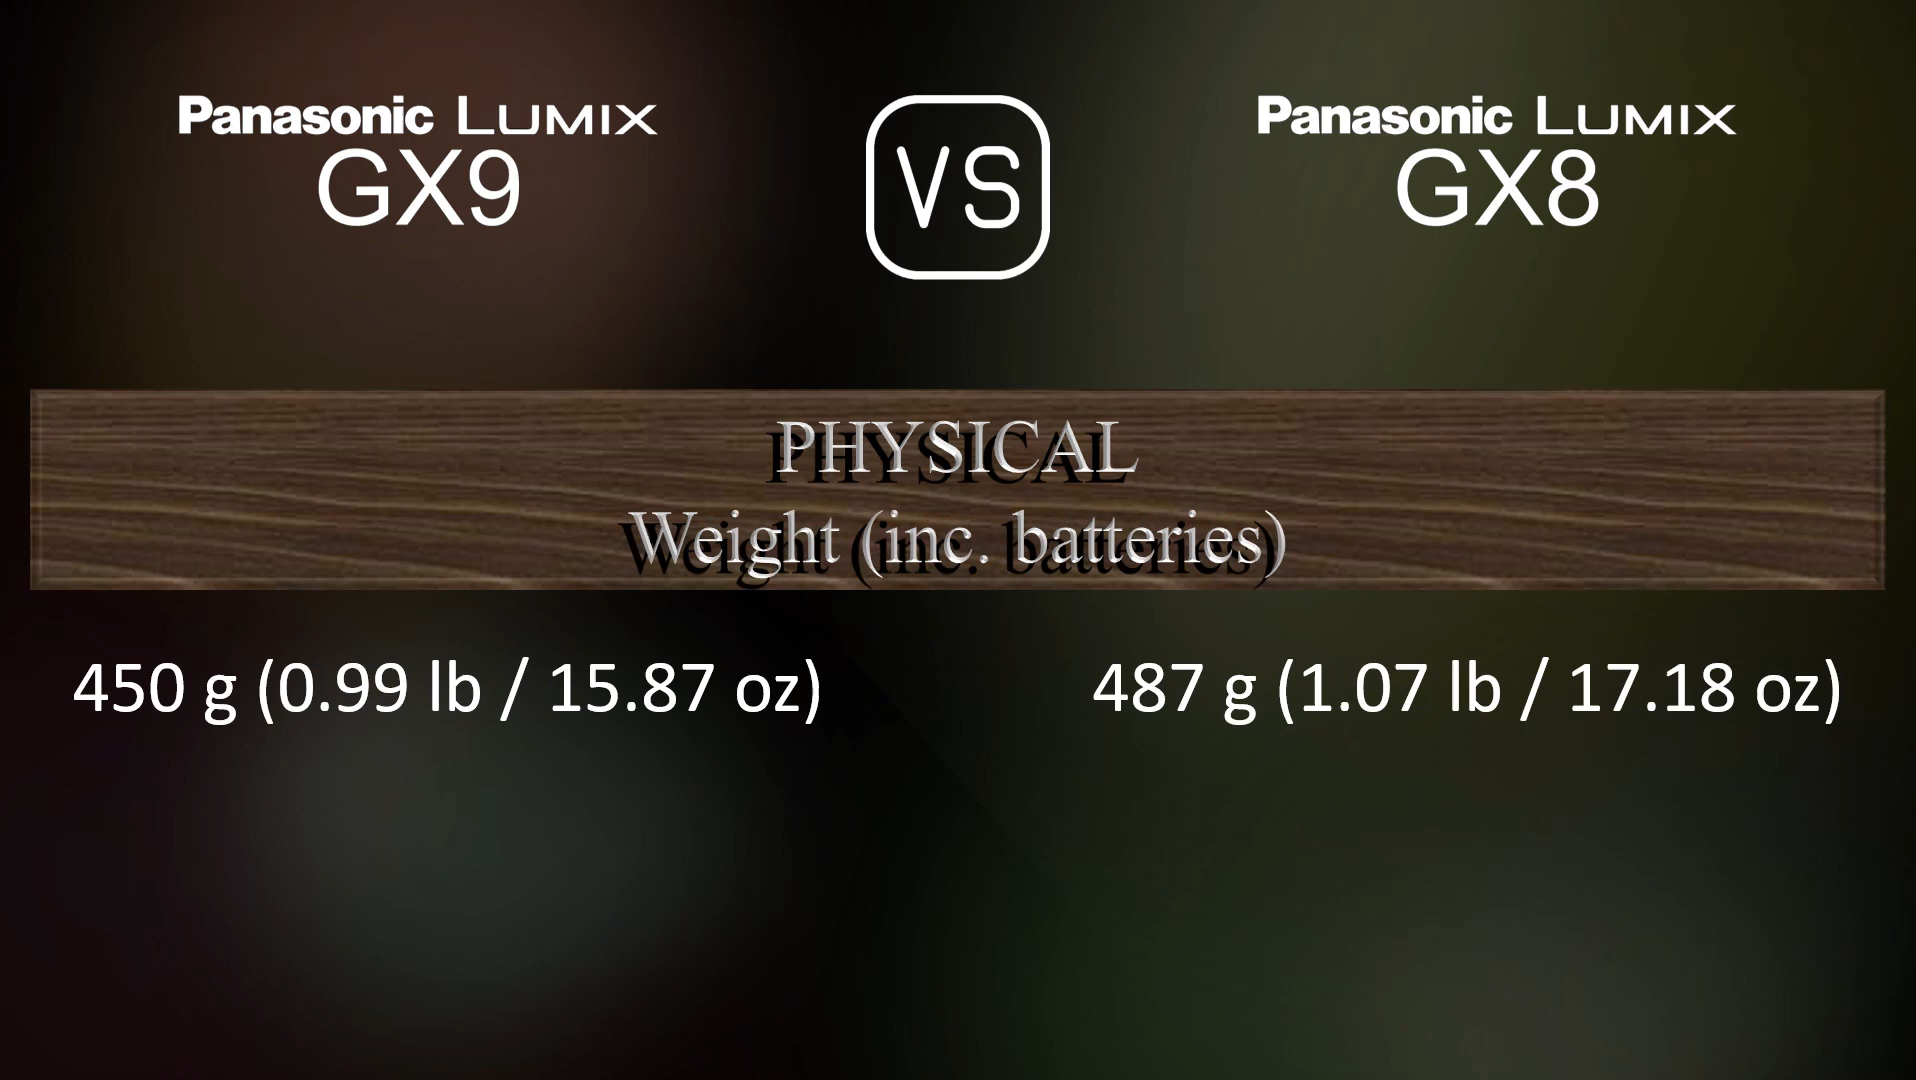 Panasonic LUMIX
GX9
VS
Panasonic LUMIX
GX8
PHYSICAL
Weight (inc. batteries)
450 g (0.99 lb / 15.87 oz)
487 g (1.07 lb / 17.18 oz)